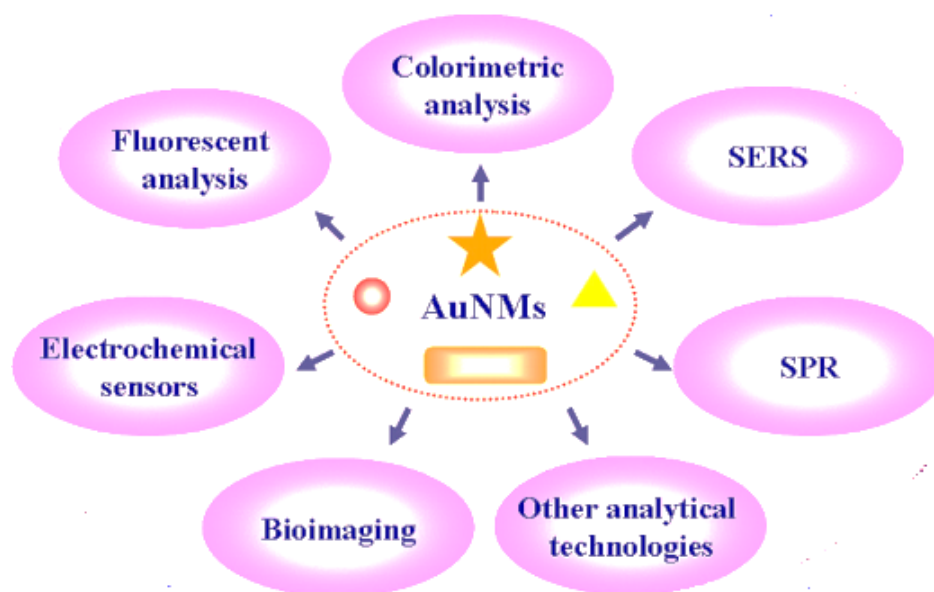 Colorimetric
analysis
Fluorescent
analysis
SERS
AuNMs
Electrochemical
sensors
SPR
Bioimaging
Other analytical
technologies